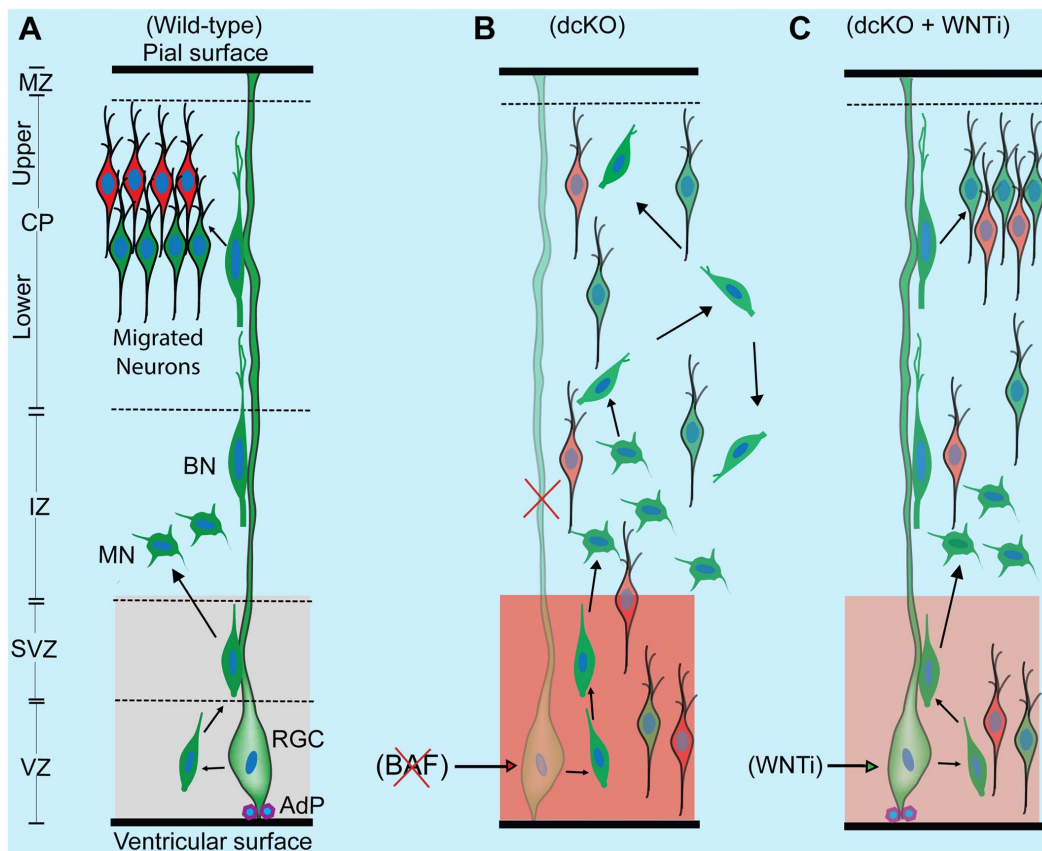 A
(Wild-type)
Pial surface
B
(dcKO)
C
(dcKO + WNTi)
MZ
Upper
CP
Lower
Migrated
Neurons
BN
IZ
MN
SVZ
RGC
VZ
(BAF)
(WNTi)
AdP
Ventricular surface